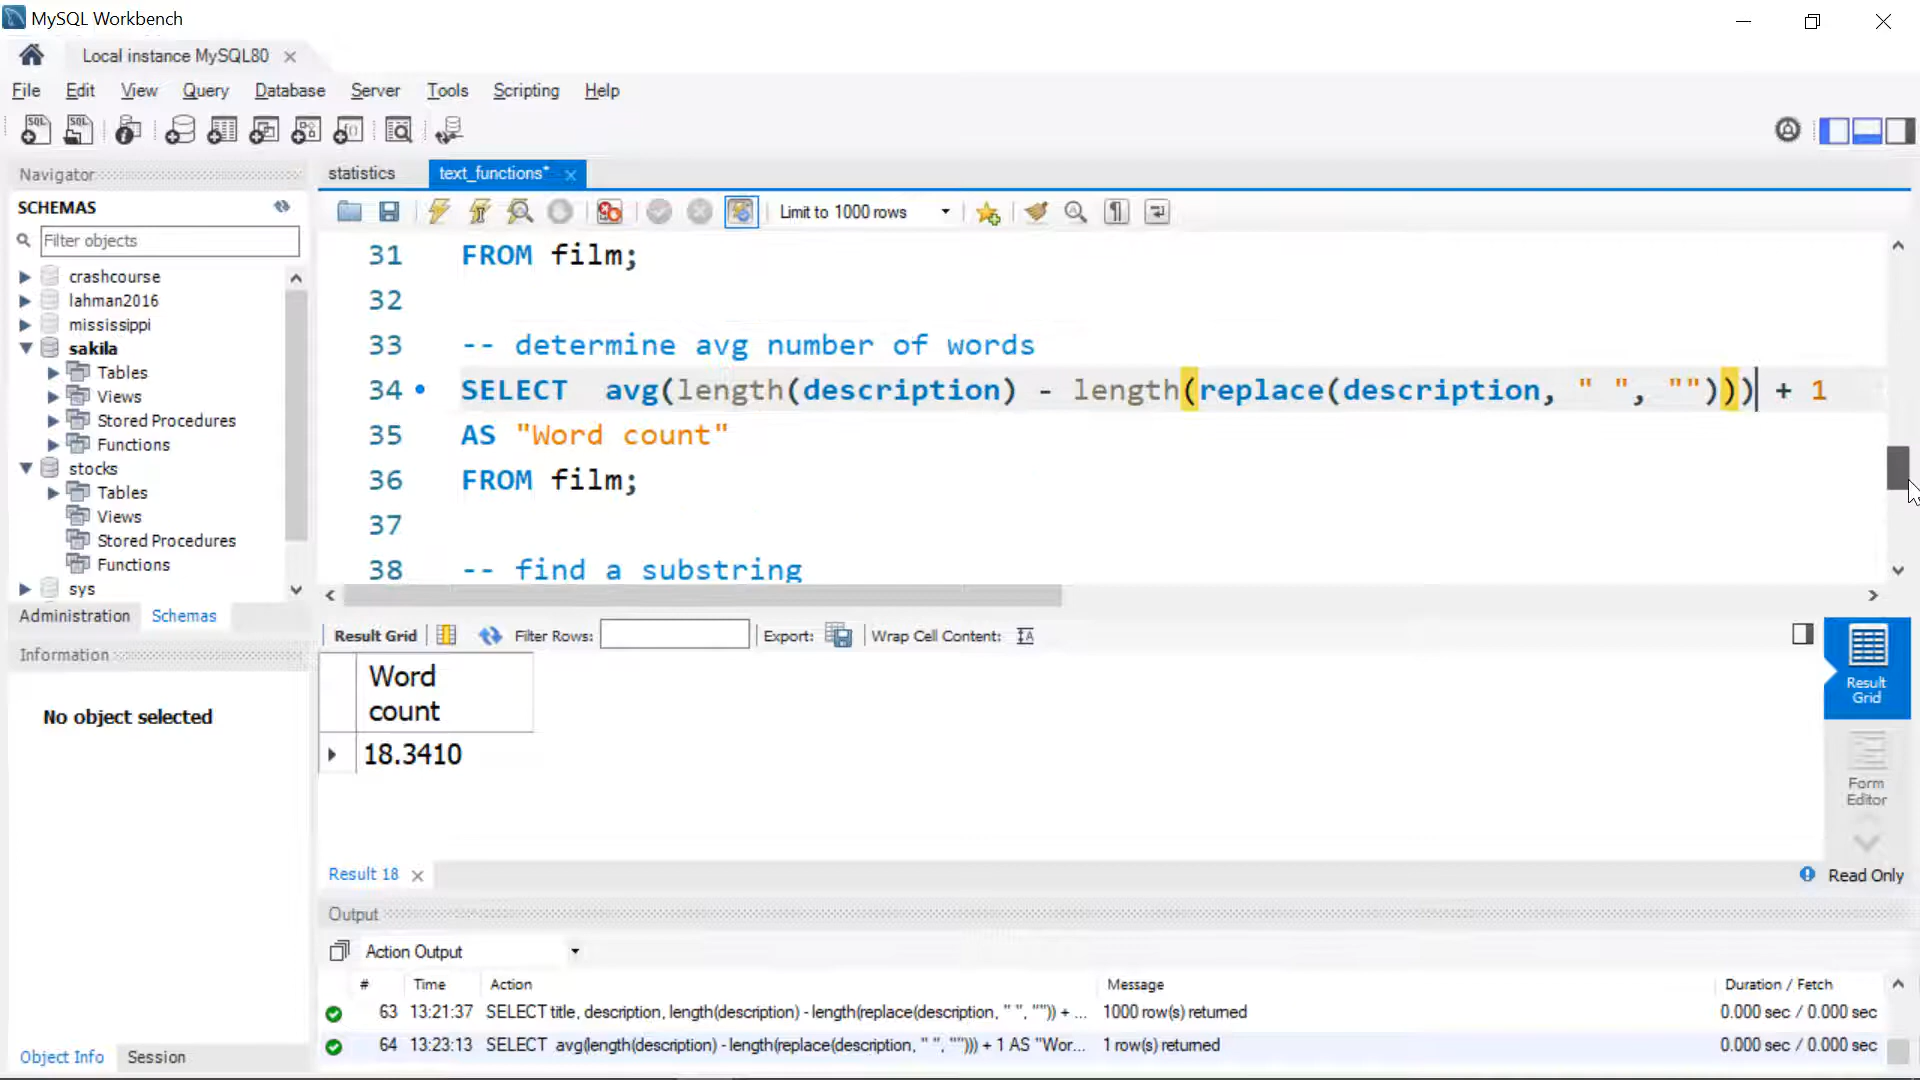 MySQL Workbench
Local instance MySQL80
File Edit View Query Database Server Tools Scripting Help
Navigator
SCHEMAS
Filter objects
crashcourse
lahman2016
mississippi
sakila
Tables
Views
Stored Procedures
Functions
stocks
Tables
Views
Stored Procedures
Functions
sys
Administration Schemas
Information
No object selected
Object Info Session
statistics text_functions*
Limit to 1000 rows
31 FROM film;
32
33 -- determine avg number of words
34 SELECT  avg(length(description) - length(replace(description, " ", ""))) + 1
35 AS "Word count"
36 FROM film;
37
38 -- find a substring
Result Grid Filter Rows: Export: Wrap Cell Content:
Word
count
18.3410
Result
Grid
Form
Editor
Result 18
Read Only
Output
Action Output
# Time Action Message Duration / Fetch
63 13:21:37 SELECT title, description, length(description) - length(replace(description, " ", "")) + ... 1000 row(s) returned 0.000 sec / 0.000 sec
64 13:23:13 SELECT  avg(length(description) - length(replace(description, " ", ""))) + 1 AS "Wor... 1 row(s) returned 0.000 sec / 0.000 sec